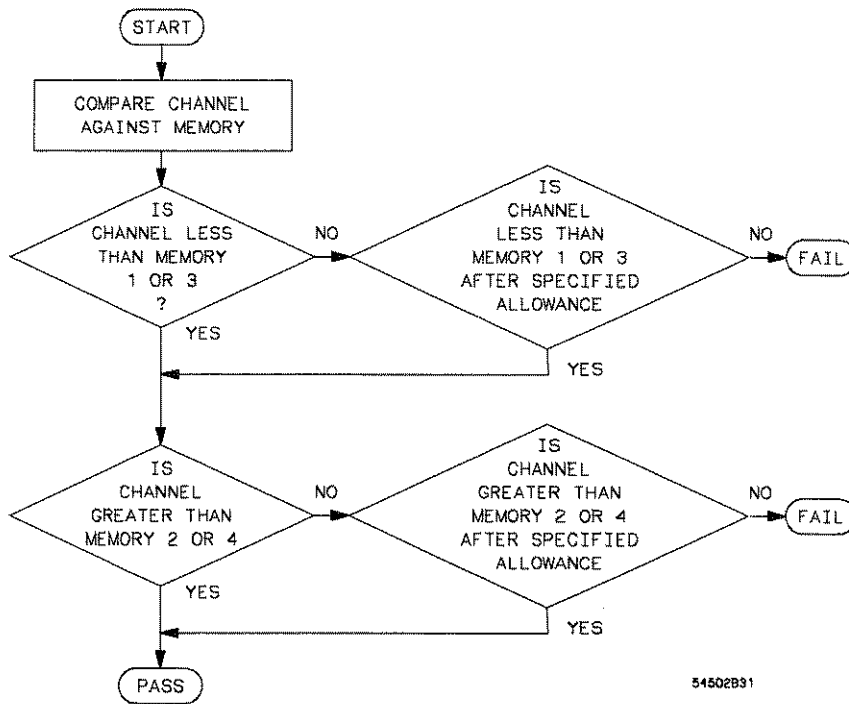 START
COMPARE CHANNEL
AGAINST MEMORY
IS
CHANNEL LESS
THAN MEMORY
1 OR 3
?
NO
IS
CHANNEL
LESS THAN
MEMORY 1 OR 3
AFTER SPECIFIED
ALLOWANCE
NO
FAIL
YES
YES
IS
CHANNEL
GREATER THAN
MEMORY 2 OR 4
NO
IS
CHANNEL
GREATER THAN
MEMORY 2 OR 4
AFTER SPECIFIED
ALLOWANCE
NO
FAIL
YES
YES
PASS
54502B31